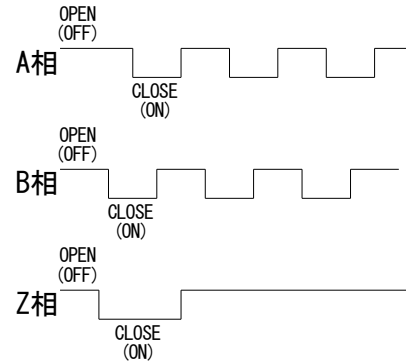 OPEN
(OFF)
A相
CLOSE
(ON)
OPEN
(OFF)
B相
CLOSE
(ON)
OPEN
(OFF)
Z相
CLOSE
(ON)